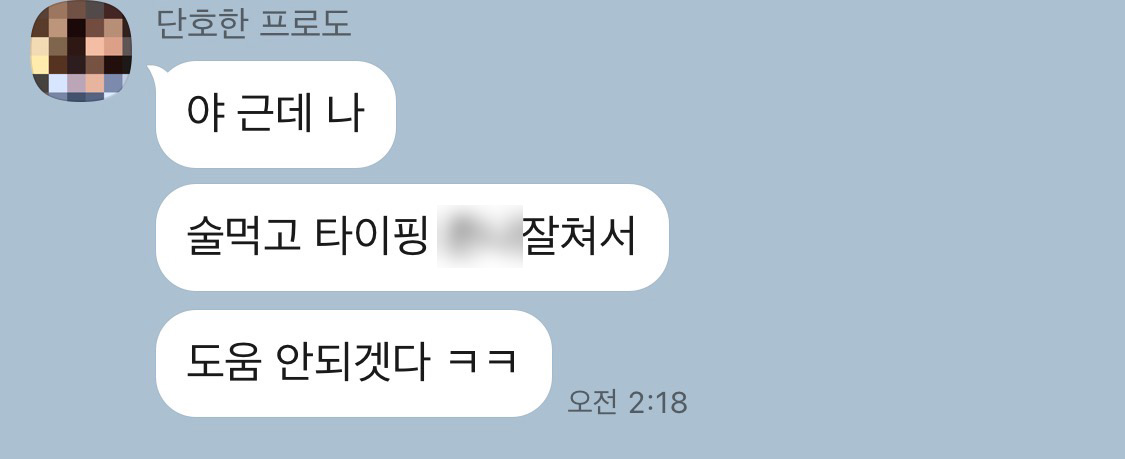 단호한 프로도
야 근데 나
술먹고 타이핑 잘쳐서
도움 안되겟다 ㅋㅋ
오전 2:18